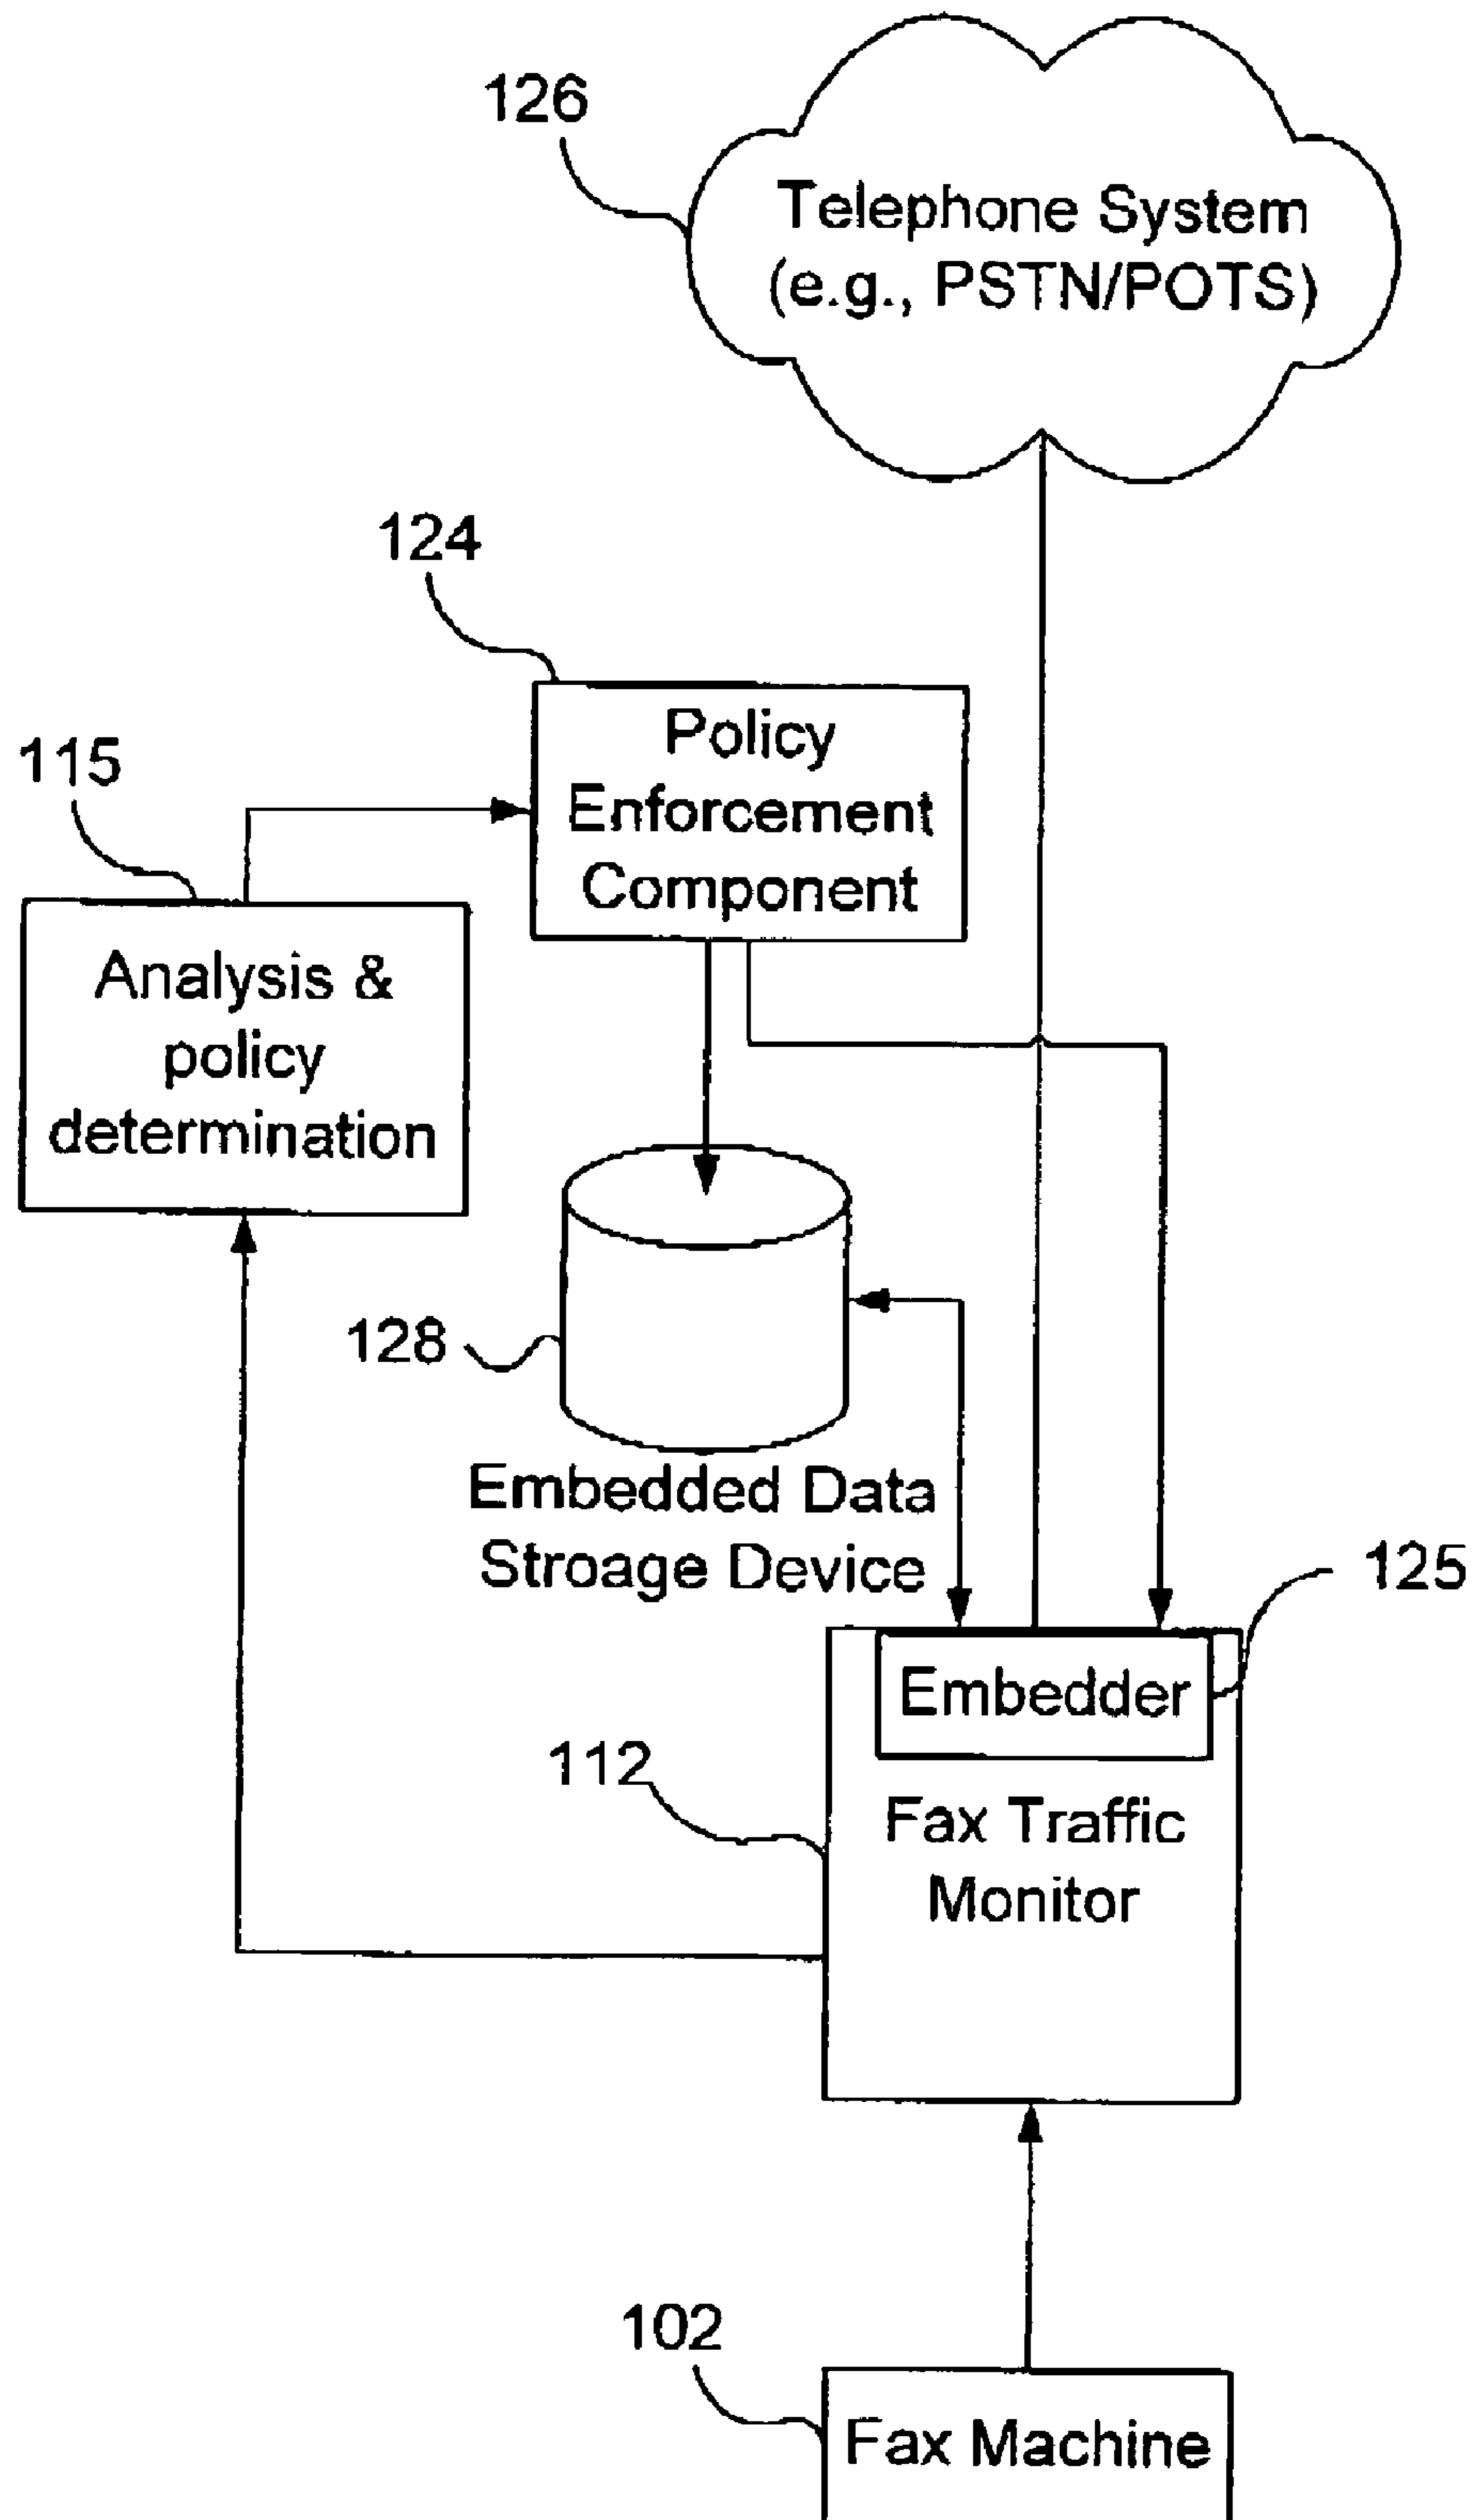 126
Telephone System
(e.g., PSTN/POTS)
124
Policy
Enforcement
Component
115
Analysis &
policy
determination
128
Embedded Data
Stroage Device
125
Embedder
112
Fax Traffic
Monitor
102
Fax Machine